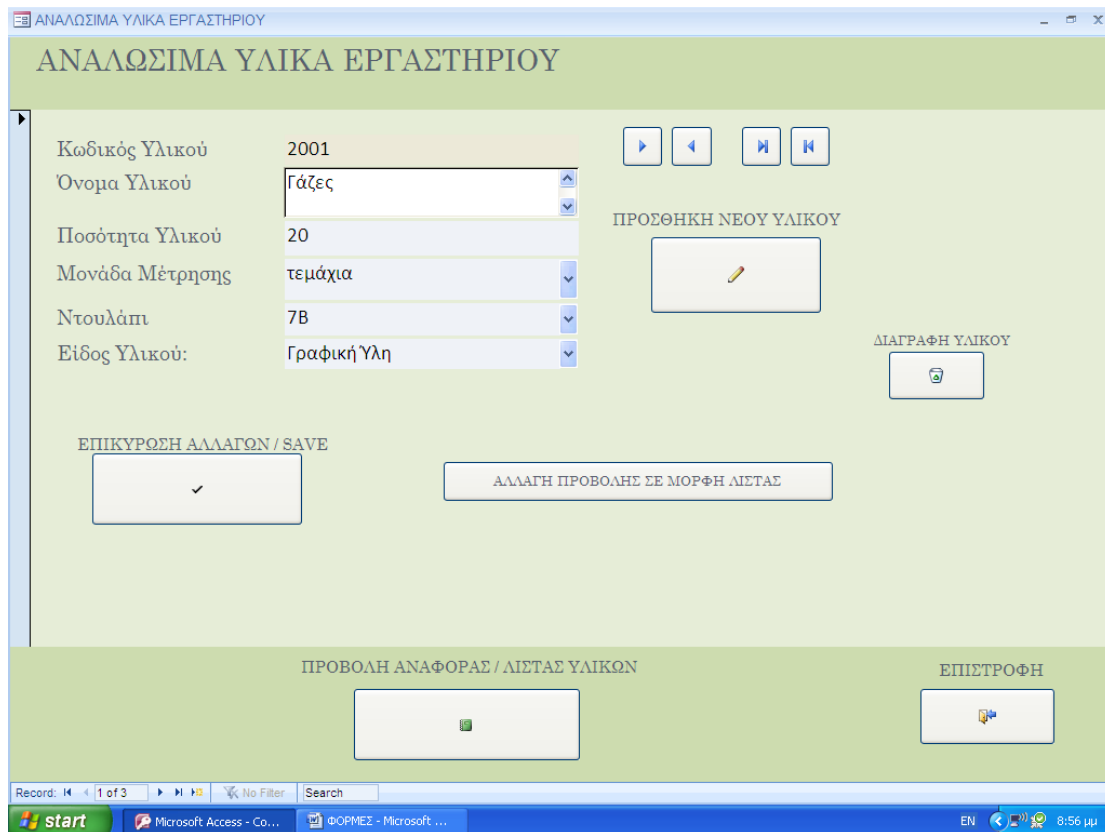 ΑΝΑΛΩΣΙΜΑ ΥΛΙΚΑ ΕΡΓΑΣΤΗΡΙΟΥ
ΑΝΑΛΩΣΙΜΑ ΥΛΙΚΑ ΕΡΓΑΣΤΗΡΙΟΥ
Κωδικός Υλικού 2001
Όνομα Υλικού Γάζες
ΠΡΟΣΘΗΚΗ ΝΕΟΥ ΥΛΙΚΟΥ
Ποσότητα Υλικού 20
Μονάδα Μέτρησης τεμάχια
Ντουλάπι 7Β
ΔΙΑΓΡΑΦΗ ΥΛΙΚΟΥ
Είδος Υλικού: Γραφική Ύλη
ΕΠΙΚΥΡΩΣΗ ΑΛΛΑΓΩΝ / SAVE
ΑΛΛΑΓΗ ΠΡΟΒΟΛΗΣ ΣΕ ΜΟΡΦΗ ΛΙΣΤΑΣ
ΠΡΟΒΟΛΗ ΑΝΑΦΟΡΑΣ / ΛΙΣΤΑΣ ΥΛΙΚΩΝ
ΕΠΙΣΤΡΟΦΗ
Record: 1 of 3 No Filter Search
start Microsoft Access - Co... ΦΟΡΜΕΣ - Microsoft ... EN 8:56 μμ